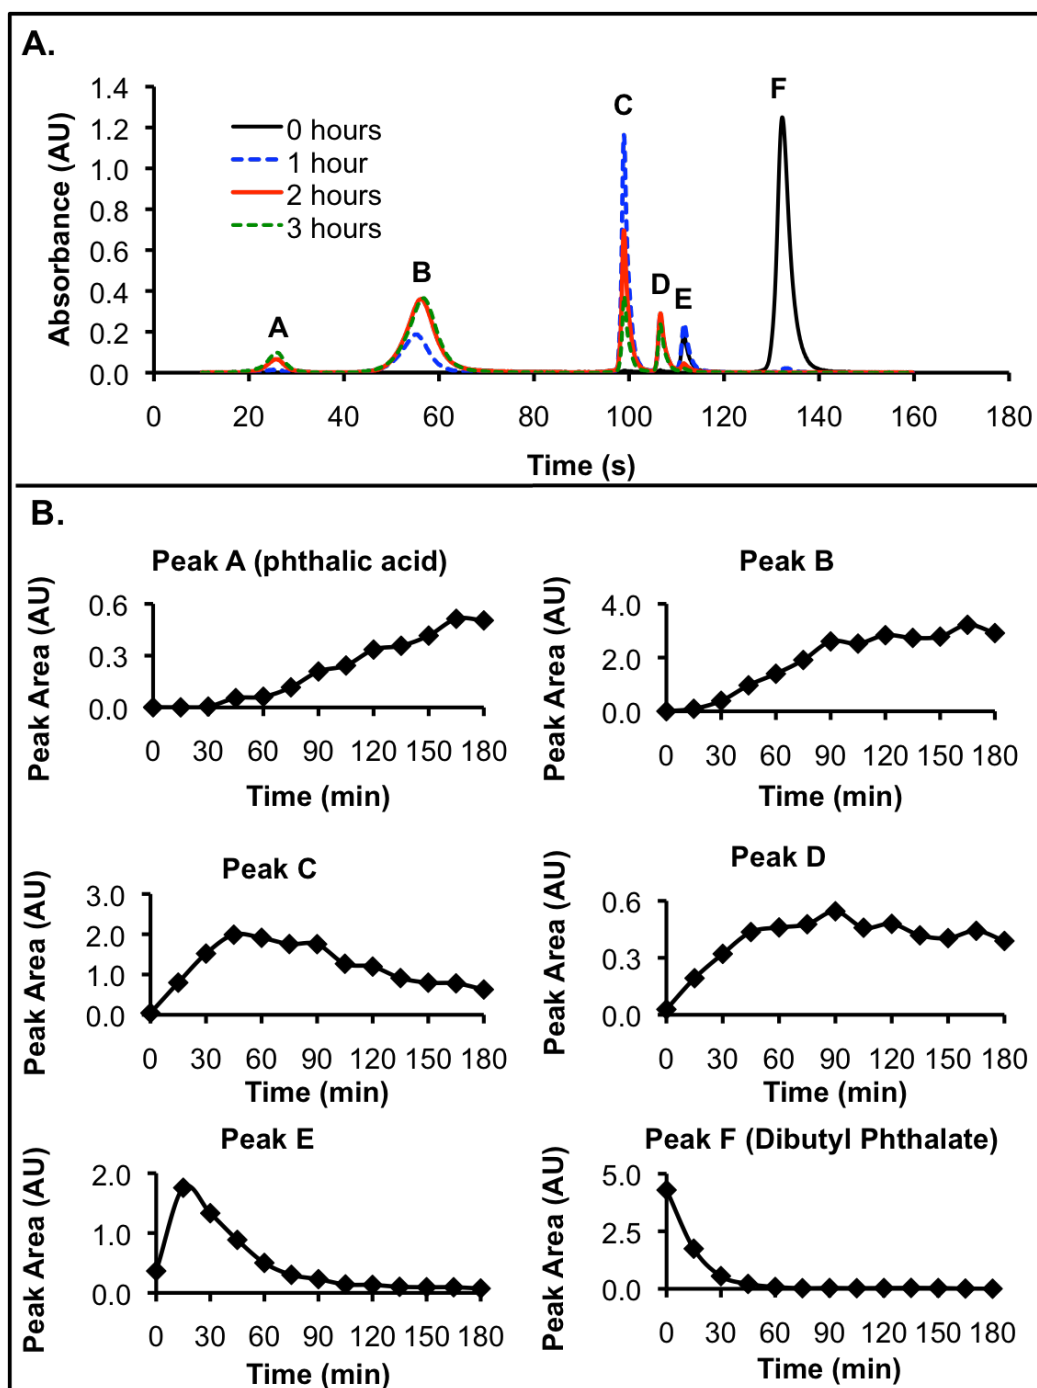 A.
Absorbance (AU)
1.4
1.2
1.0
0.8
0.6
0.4
0.2
0.0
0 hours
1 hour
2 hours
3 hours
A
B
C
D
E
F
0 20 40 60 80 100 120 140 160 180
Time (s)
B.
Peak A (phthalic acid)
Peak Area (AU)
0.6
0.3
0.0
0 30 60 90 120 150 180
Time (min)
Peak B
Peak Area (AU)
4.0
2.0
0.0
0 30 60 90 120 150 180
Time (min)
Peak C
Peak Area (AU)
3.0
2.0
1.0
0.0
0 30 60 90 120 150 180
Time (min)
Peak D
Peak Area (AU)
0.6
0.3
0.0
0 30 60 90 120 150 180
Time (min)
Peak E
Peak Area (AU)
2.0
1.0
0.0
0 30 60 90 120 150 180
Time (min)
Peak F (Dibutyl Phthalate)
Peak Area (AU)
5.0
2.5
0.0
0 30 60 90 120 150 180
Time (min)